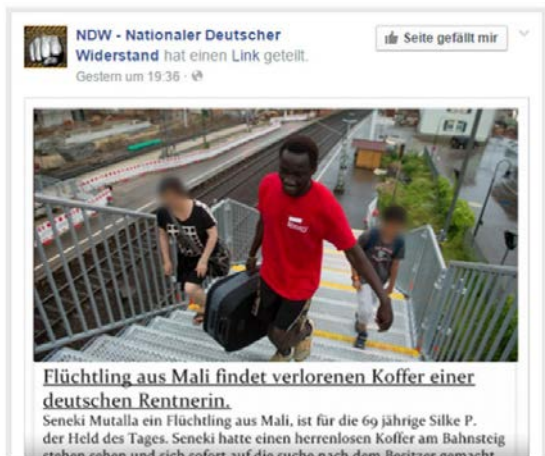 NDW - Nationaler Deutscher
Widerstand hat einen Link geteilt.
Gestern um 19:36 ·
Seite gefällt mir
Flüchtling aus Mali findet verlorenen Koffer einer
deutschen Rentnerin.
Seneki Mutalla ein Flüchtling aus Mali, ist für die 69 jährige Silke P.
der Held des Tages. Seneki hatte einen herrenlosen Koffer am Bahnsteig
stehen sehen und sich sofort auf die suche nach dem Besitzer gemacht